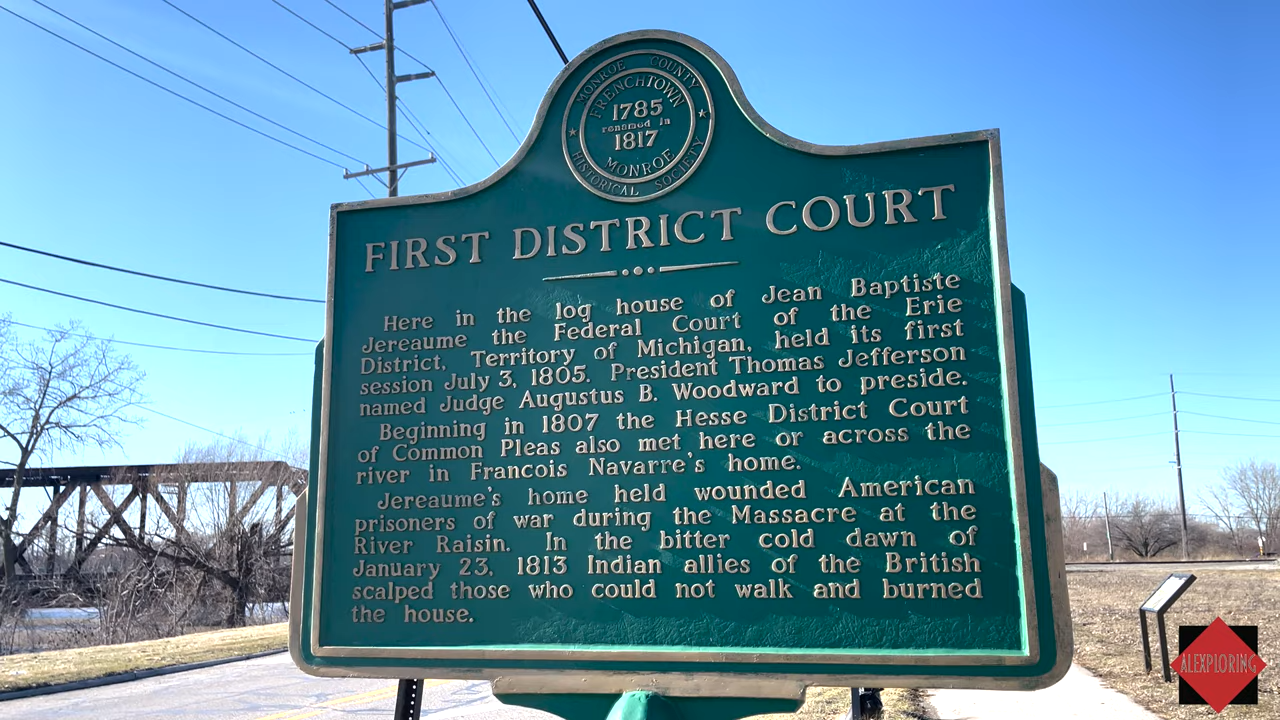 MONROE COUNTY
FRENCHTOWN
1785
renamed in
1817
MONROE
HISTORICAL SOCIETY
FIRST DISTRICT COURT
Here in the log house of Jean Baptiste
Jereaume the Federal Court of the Erie
District, Territory of Michigan, held its first
session July 3, 1805. President Thomas Jefferson
named Judge Augustus B. Woodward to preside.
Beginning in 1807 the Hesse District Court
of Common Pleas also met here or across the
river in Francois Navarre's home.
Jereaume's home held wounded American
prisoners of war during the Massacre at the
River Raisin. In the bitter cold dawn of
January 23, 1813 Indian allies of the British
scalped those who could not walk and burned
the house.
ALEXPLORING